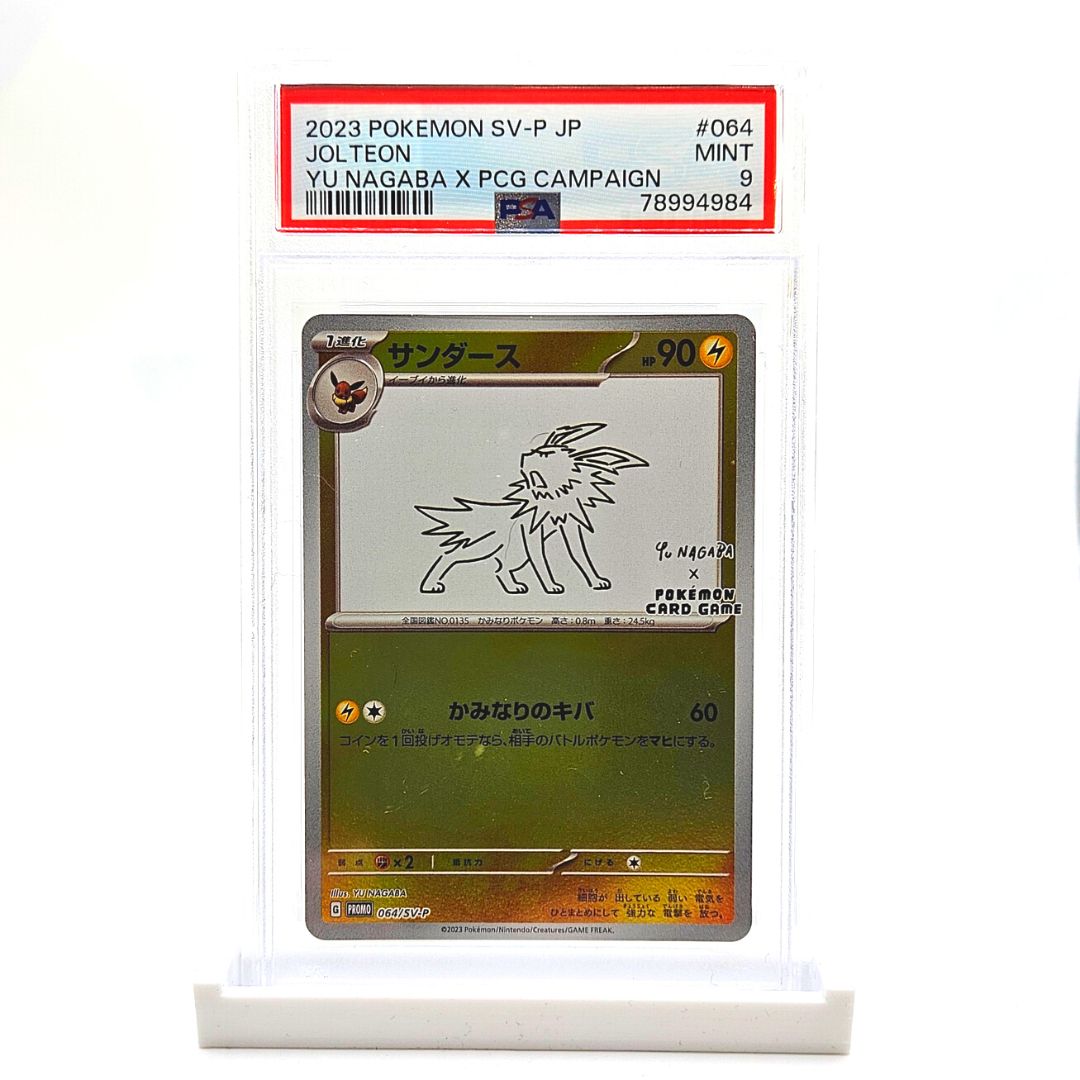 2023 POKEMON SV-P JP #064
JOLTEON MINT
YU NAGABA X PCG CAMPAIGN 9
PSA 78994984
1進化 サンダース HP 90
イーブイから進化
Yu NAGABA
X
POKÉMON
CARD GAME
全国図鑑NO.0135 かみなりポケモン 高さ:0.8m 重さ:24.5kg
かみなりのキバ 60
コインを1回投げオモテなら、相手のバトルポケモンをマヒにする。
弱点 ×2 抵抗力 にげる
Illus. YU NAGABA
細胞が 出している 弱い 電気を
G PROMO 064/SV-P
ひとまとめにして 強力な 電撃を 放つ。
©2023 Pokémon/Nintendo/Creatures/GAME FREAK.